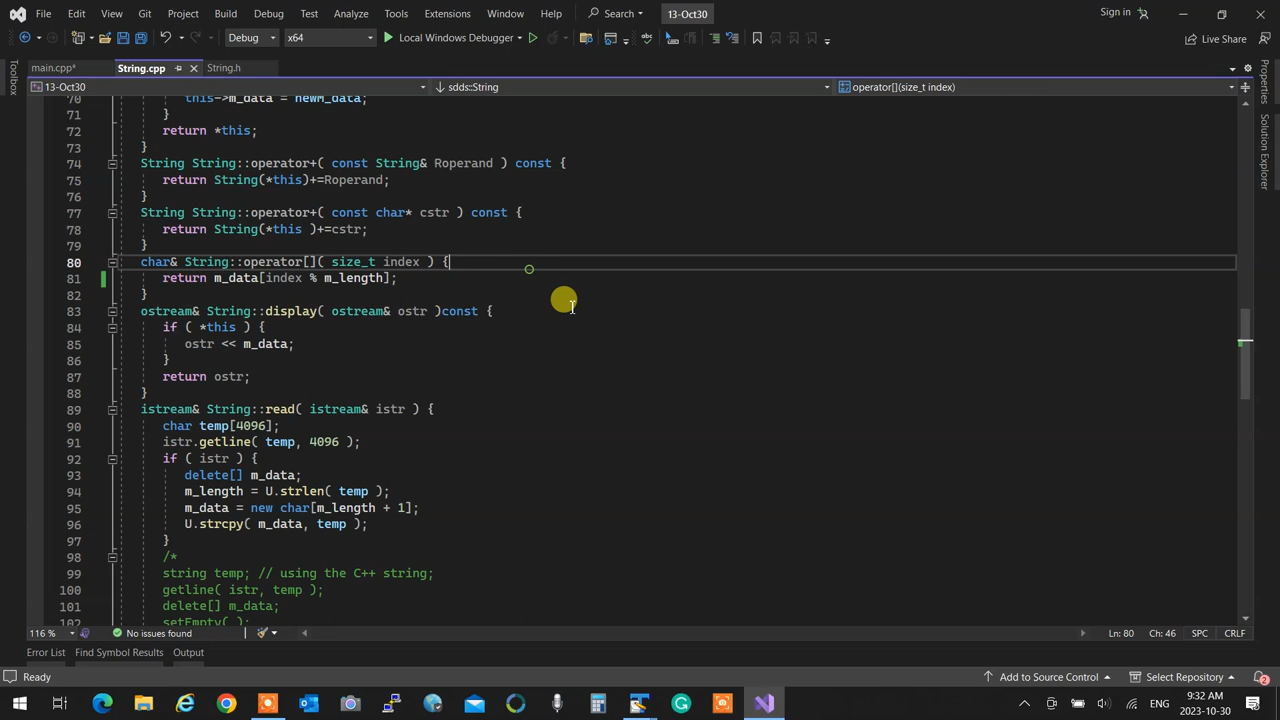 File Edit View Git Project Build Debug Test Analyze Tools Extensions Window Help Search 13-Oct30 Sign in
Debug x64 Local Windows Debugger Live Share
main.cpp* String.cpp String.h
Toolbox
Properties
Solution Explorer
13-Oct30 sdds::String operator[](size_t index)
70 this->m_data = newM_data;
71 }
72 return *this;
73 }
74 String String::operator+( const String& Roperand ) const {
75 return String(*this)+=Roperand;
76 }
77 String String::operator+( const char* cstr ) const {
78 return String(*this )+=cstr;
79 }
80 char& String::operator[]( size_t index ) {
81 return m_data[index % m_length];
82 }
83 ostream& String::display( ostream& ostr )const {
84 if ( *this ) {
85 ostr << m_data;
86 }
87 return ostr;
88 }
89 istream& String::read( istream& istr ) {
90 char temp[4096];
91 istr.getline( temp, 4096 );
92 if ( istr ) {
93 delete[] m_data;
94 m_length = U.strlen( temp );
95 m_data = new char[m_length + 1];
96 U.strcpy( m_data, temp );
97 }
98 /*
99 string temp; // using the C++ string;
100 getline( istr, temp );
101 delete[] m_data;
102 setEmpty( );
116 % No issues found Ln: 80 Ch: 46 SPC CRLF
Error List Find Symbol Results Output
Ready Add to Source Control Select Repository 2
ENG 9:32 AM
2023-10-30